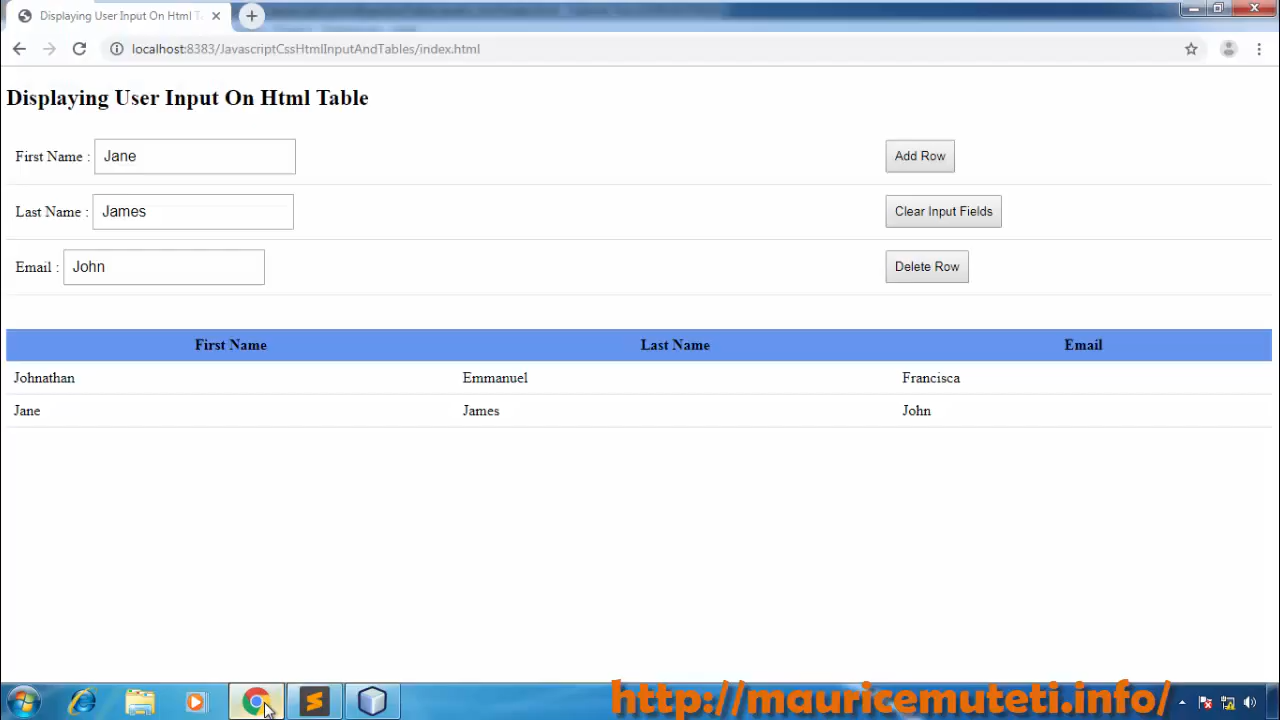 Displaying User Input On Html T
localhost:8383/JavascriptCssHtmlInputAndTables/index.html
Displaying User Input On Html Table
First Name : Jane
Add Row
Last Name : James
Clear Input Fields
Email : John
Delete Row
First Name Last Name Email
Johnathan Emmanuel Francisca
Jane James John
http://mauricemuteti.info/